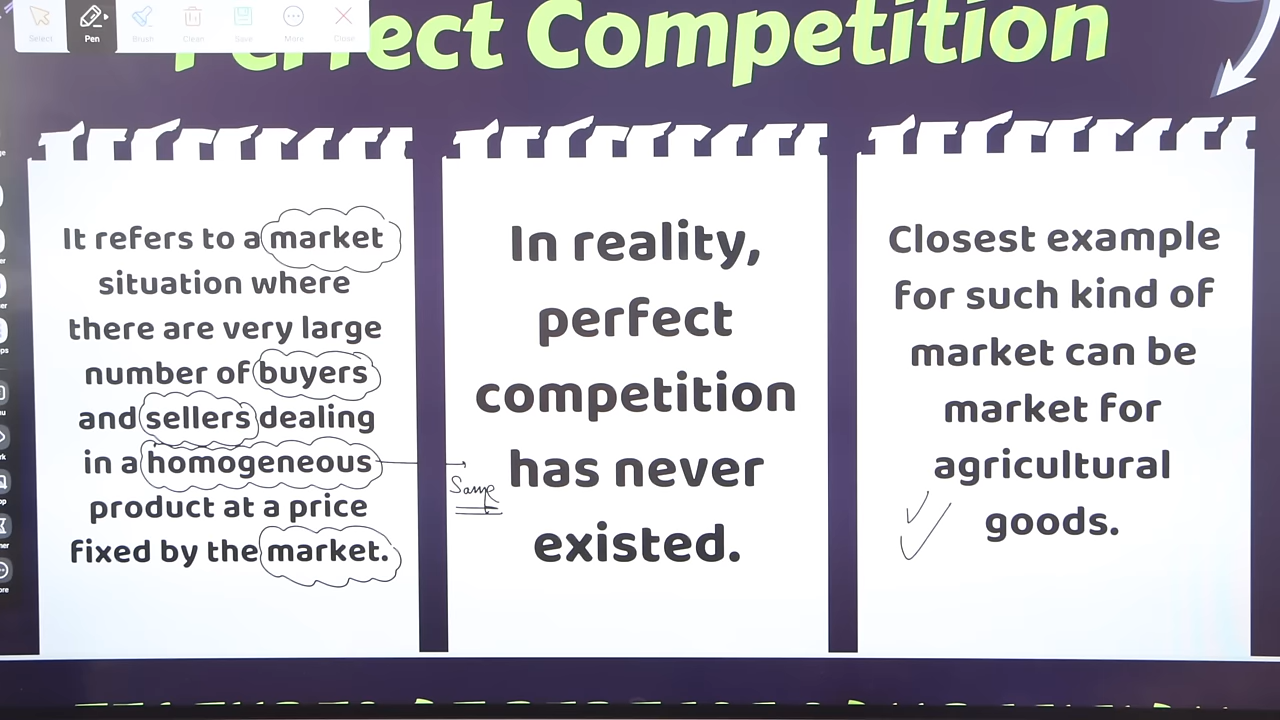 Select Pen Brush Clean Save More Close
Perfect Competition
It refers to a market
situation where
there are very large
number of buyers
and sellers dealing
in a homogeneous
product at a price
fixed by the market.
Same
In reality,
perfect
competition
has never
existed.
Closest example
for such kind of
market can be
market for
agricultural
goods.